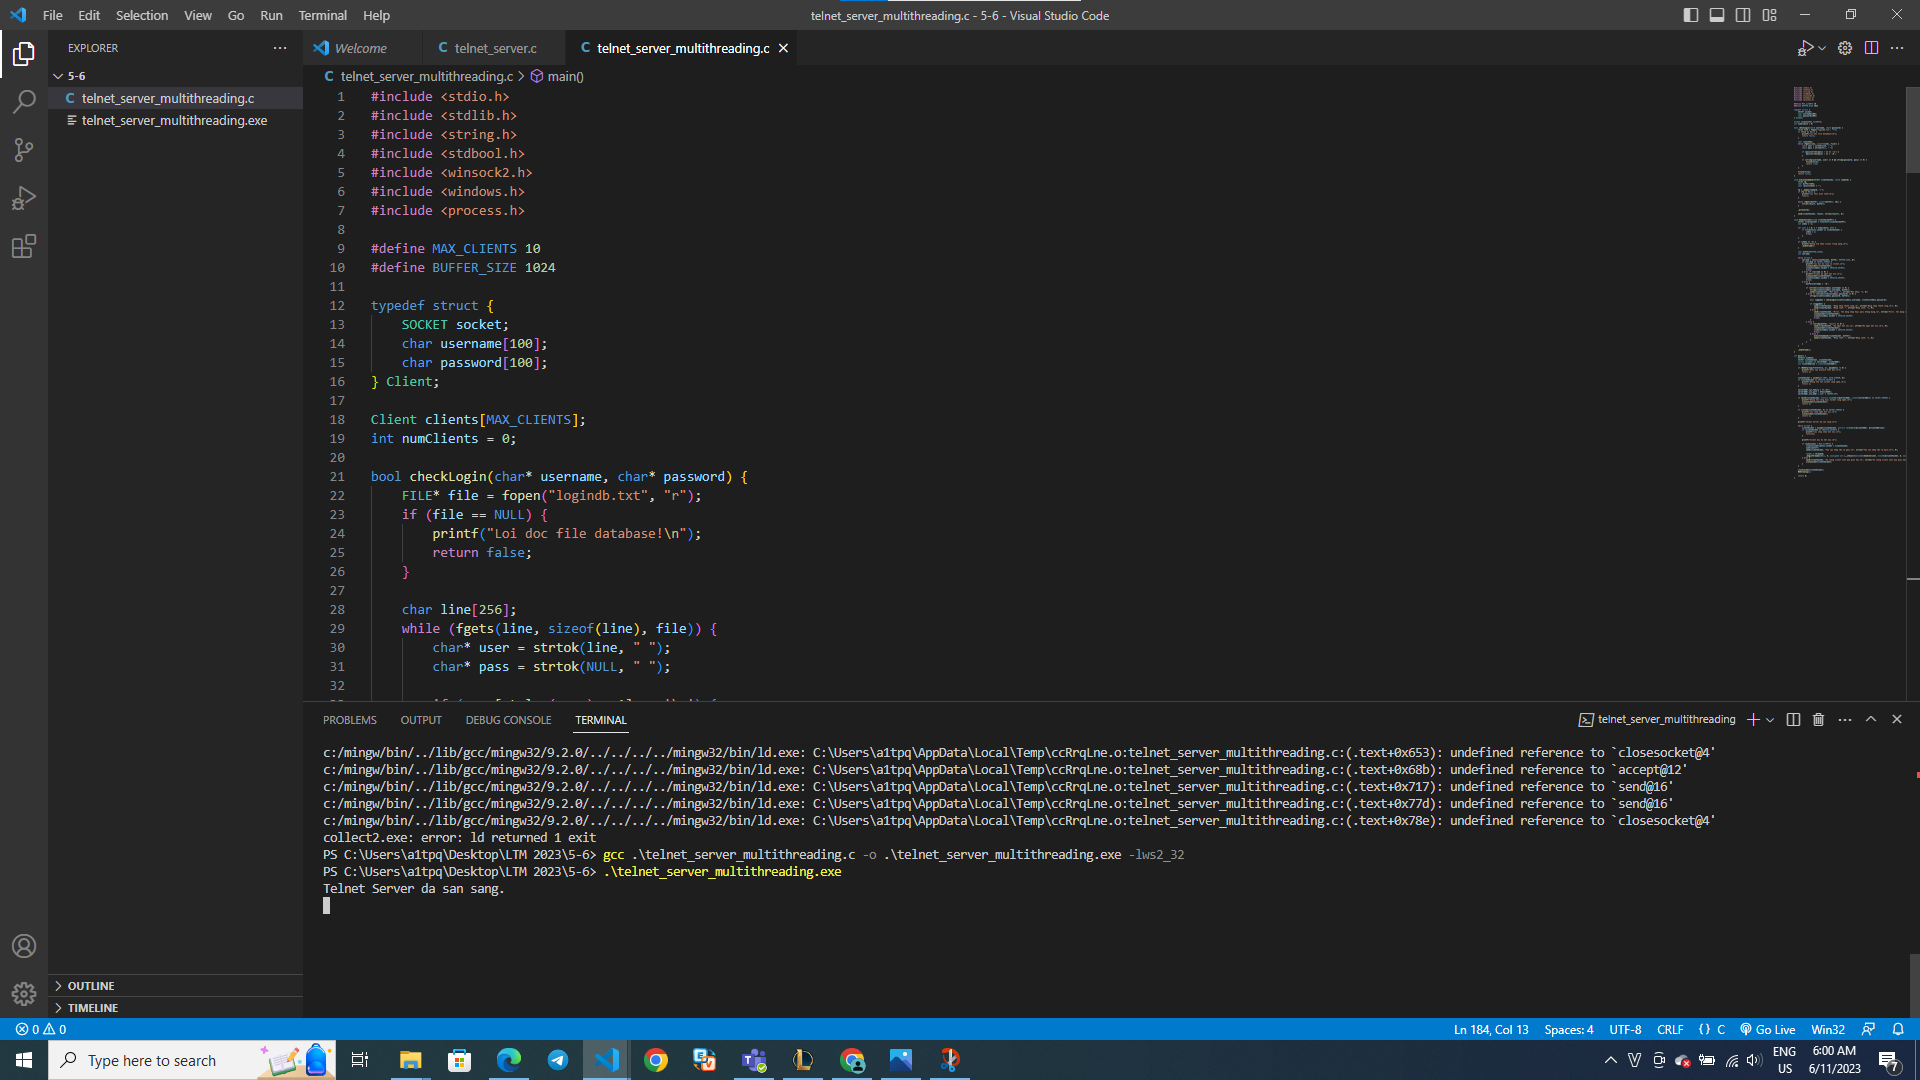 File Edit Selection View Go Run Terminal Help
telnet_server_multithreading.c - 5-6 - Visual Studio Code
EXPLORER
5-6
telnet_server_multithreading.c
telnet_server_multithreading.exe
OUTLINE
TIMELINE
Welcome
C telnet_server.c
C telnet_server_multithreading.c
C telnet_server_multithreading.c > main()
1 #include <stdio.h>
2 #include <stdlib.h>
3 #include <string.h>
4 #include <stdbool.h>
5 #include <winsock2.h>
6 #include <windows.h>
7 #include <process.h>
8
9 #define MAX_CLIENTS 10
10 #define BUFFER_SIZE 1024
11
12 typedef struct {
13 SOCKET socket;
14 char username[100];
15 char password[100];
16 } Client;
17
18 Client clients[MAX_CLIENTS];
19 int numClients = 0;
20
21 bool checkLogin(char* username, char* password) {
22 FILE* file = fopen("logindb.txt", "r");
23 if (file == NULL) {
24 printf("Loi doc file database!\n");
25 return false;
26 }
27
28 char line[256];
29 while (fgets(line, sizeof(line), file)) {
30 char* user = strtok(line, " ");
31 char* pass = strtok(NULL, " ");
32
PROBLEMS OUTPUT DEBUG CONSOLE TERMINAL
telnet_server_multithreading
c:/mingw/bin/../lib/gcc/mingw32/9.2.0/../../../../mingw32/bin/ld.exe: C:\Users\a1tpq\AppData\Local\Temp\ccRrqLne.o:telnet_server_multithreading.c:(.text+0x653): undefined reference to `closesocket@4'
c:/mingw/bin/../lib/gcc/mingw32/9.2.0/../../../../mingw32/bin/ld.exe: C:\Users\a1tpq\AppData\Local\Temp\ccRrqLne.o:telnet_server_multithreading.c:(.text+0x68b): undefined reference to `accept@12'
c:/mingw/bin/../lib/gcc/mingw32/9.2.0/../../../../mingw32/bin/ld.exe: C:\Users\a1tpq\AppData\Local\Temp\ccRrqLne.o:telnet_server_multithreading.c:(.text+0x717): undefined reference to `send@16'
c:/mingw/bin/../lib/gcc/mingw32/9.2.0/../../../../mingw32/bin/ld.exe: C:\Users\a1tpq\AppData\Local\Temp\ccRrqLne.o:telnet_server_multithreading.c:(.text+0x77d): undefined reference to `send@16'
c:/mingw/bin/../lib/gcc/mingw32/9.2.0/../../../../mingw32/bin/ld.exe: C:\Users\a1tpq\AppData\Local\Temp\ccRrqLne.o:telnet_server_multithreading.c:(.text+0x78e): undefined reference to `closesocket@4'
collect2.exe: error: ld returned 1 exit
PS C:\Users\a1tpq\Desktop\LTM 2023\5-6> gcc .\telnet_server_multithreading.c -o .\telnet_server_multithreading.exe -lws2_32
PS C:\Users\a1tpq\Desktop\LTM 2023\5-6> .\telnet_server_multithreading.exe
Telnet Server da san sang.
0 0
Ln 184, Col 13 Spaces: 4 UTF-8 CRLF {} C Go Live Win32
Type here to search
ENG
US
6:00 AM
6/11/2023
7